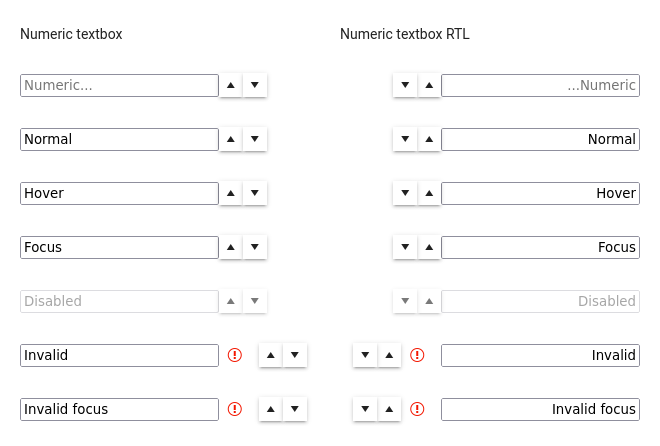 Numeric textbox
Numeric textbox RTL
Numeric...
...Numeric
Normal
Normal
Hover
Hover
Focus
Focus
Disabled
Disabled
Invalid
Invalid
Invalid focus
Invalid focus